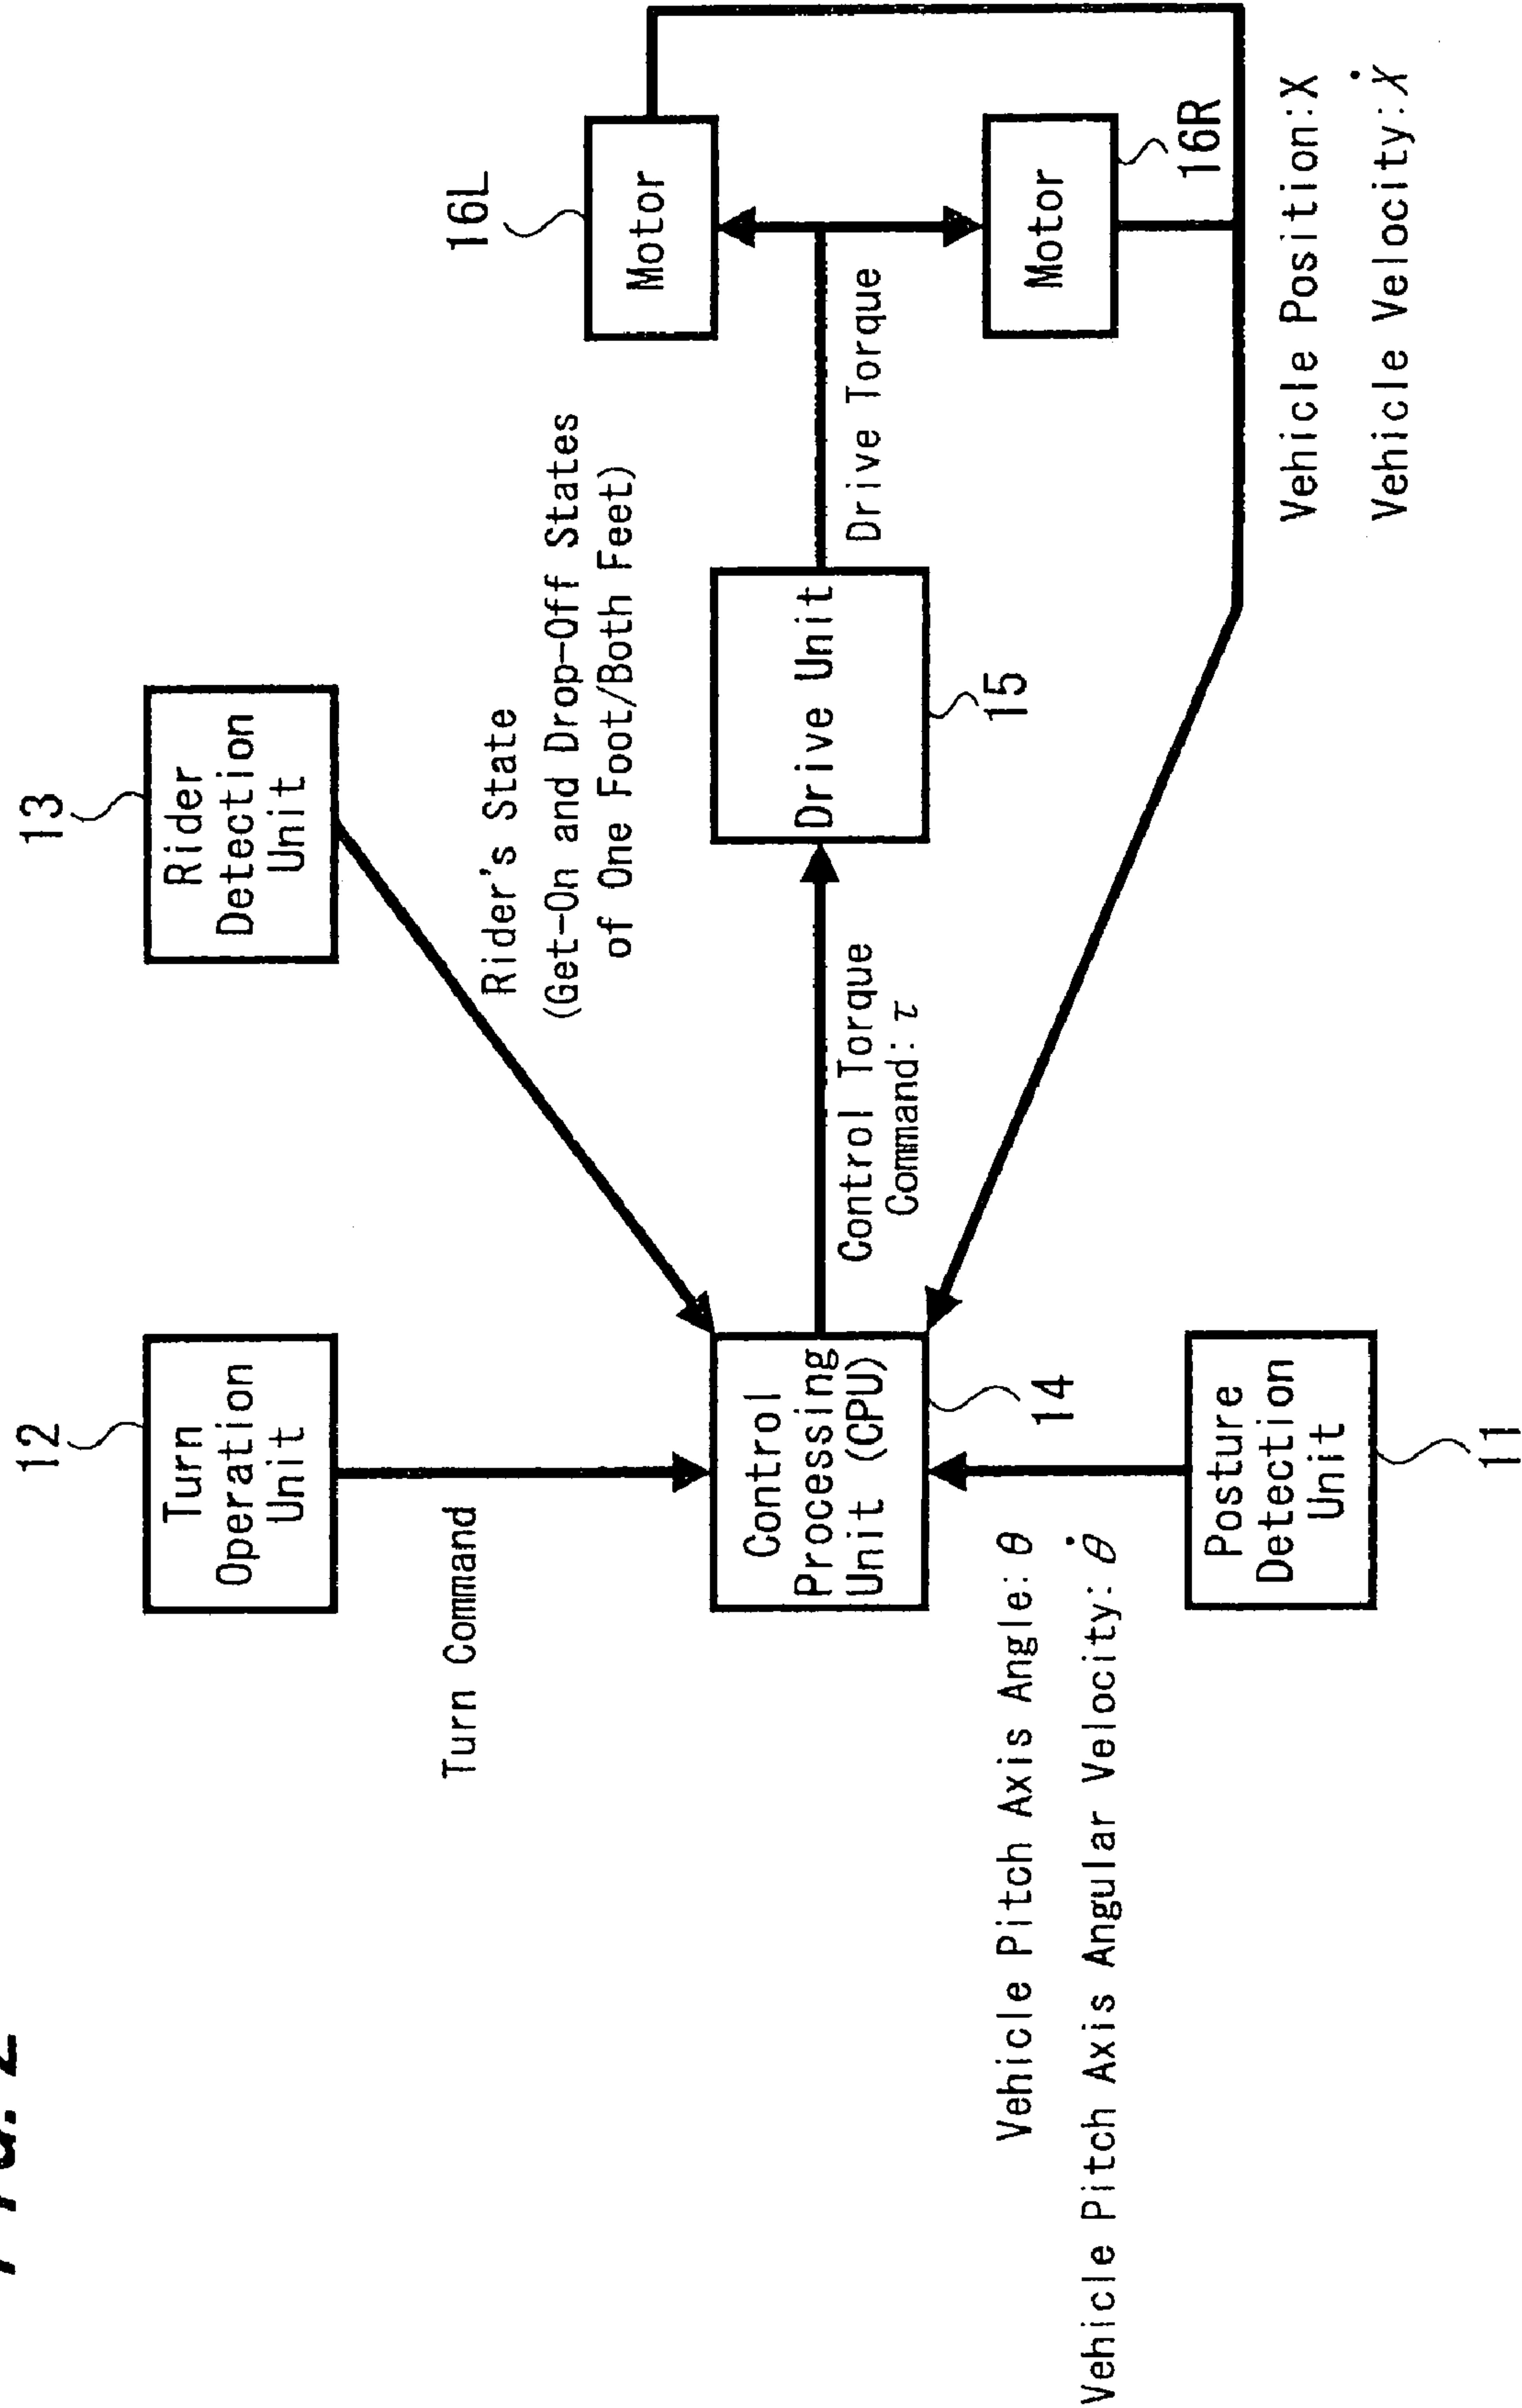 FIG. 2
12
Turn
Operation
Unit
13
Rider
Detection
Unit
Turn Command
Rider's State
(Get-On and Drop-Off States
of One Foot/Both Feet)
16L
Motor
Control
Processing
Unit (CPU)
14
Control Torque
Command:τ
Drive Unit
15
Drive Torque
Motor
16R
Vehicle Pitch Axis Angle:θ
Vehicle Pitch Axis Angular Velocity:θ̇
Posture
Detection
Unit
11
Vehicle Position:X
Vehicle Velocity:Ẋ